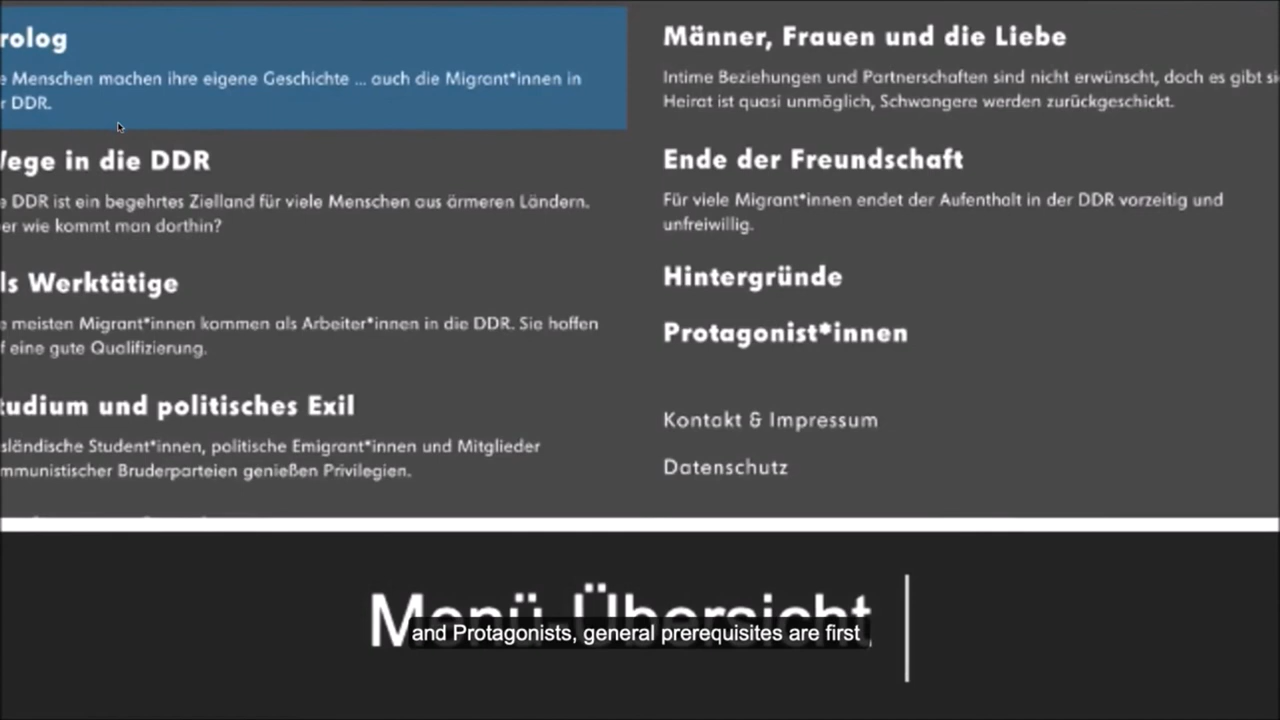 rolog
e Menschen machen ihre eigene Geschichte ... auch die Migrant*innen in
r DDR.
Wege in die DDR
e DDR ist ein begehrtes Zielland für viele Menschen aus ärmeren Ländern.
er wie kommt man dorthin?
ls Werktätige
e meisten Migrant*innen kommen als Arbeiter*innen in die DDR. Sie hoffen
f eine gute Qualifizierung.
tudium und politisches Exil
sländische Student*innen, politische Emigrant*innen und Mitglieder
mmunistischer Bruderparteien genießen Privilegien.
Männer, Frauen und die Liebe
Intime Beziehungen und Partnerschaften sind nicht erwünscht, doch es gibt si
Heirat ist quasi unmöglich, Schwangere werden zurückgeschickt.
Ende der Freundschaft
Für viele Migrant*innen endet der Aufenthalt in der DDR vorzeitig und
unfreiwillig.
Hintergründe
Protagonist*innen
Kontakt & Impressum
Datenschutz
Menü-Übersicht
and Protagonists, general prerequisites are first